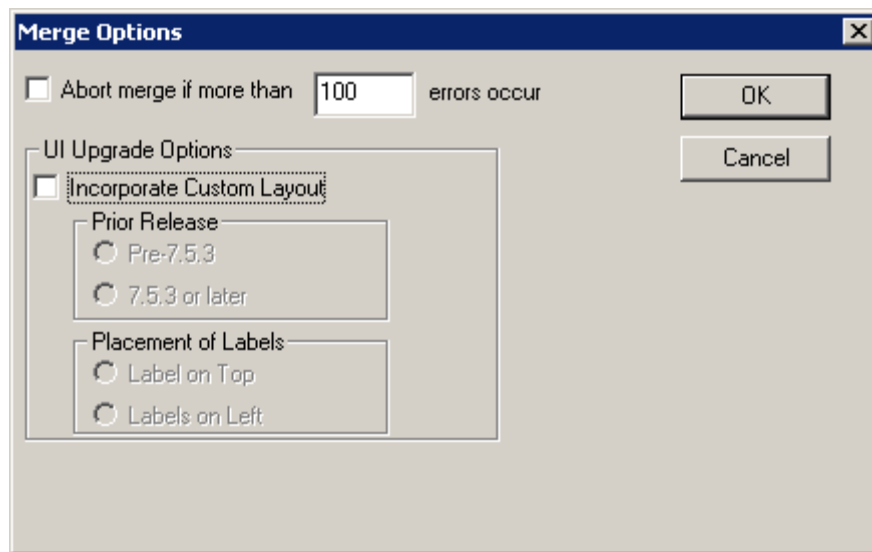 Merge Options
Abort merge if more than 100 errors occur
OK
UI Upgrade Options
Cancel
Incorporate Custom Layout
Prior Release
Pre-7.5.3
7.5.3 or later
Placement of Labels
Label on Top
Labels on Left